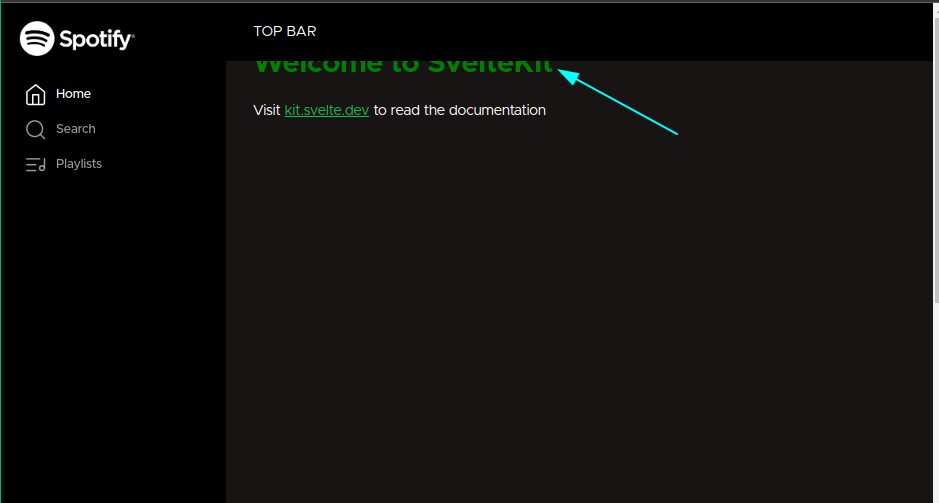 Spotify
Home
Search
Playlists
TOP BAR
Welcome to SvelteKit
Visit kit.svelte.dev to read the documentation